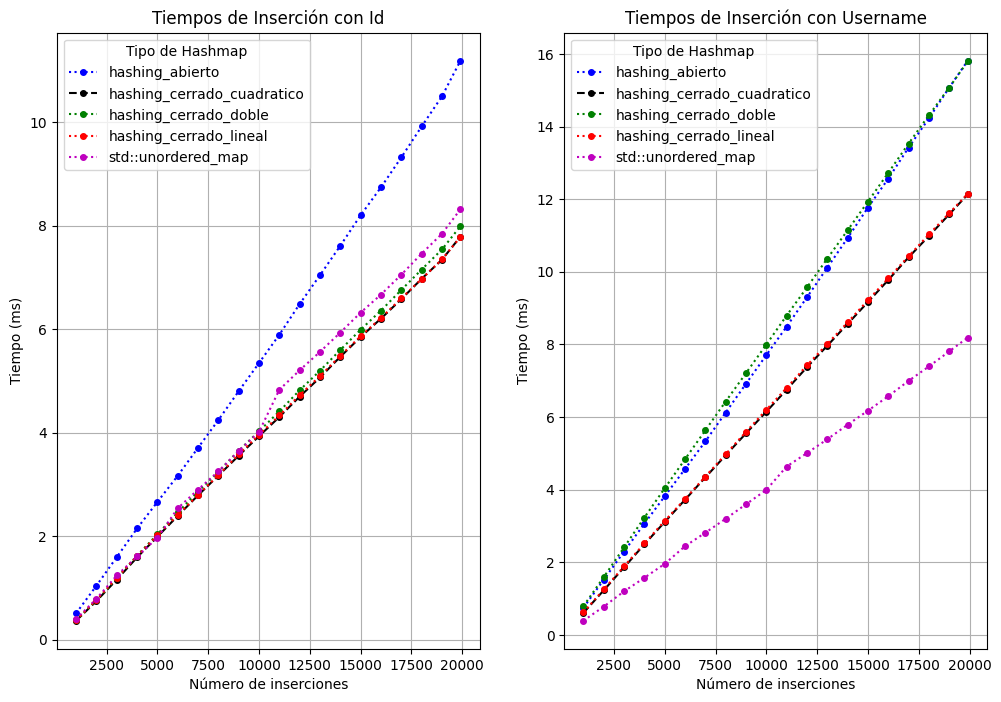 Tiempos de Inserción con Id
Tipo de Hashmap
hashing_abierto
hashing_cerrado_cuadratico
hashing_cerrado_doble
hashing_cerrado_lineal
std::unordered_map
10
8
6
4
2
0
Tiempo (ms)
2500 5000 7500 10000 12500 15000 17500 20000
Número de inserciones
Tiempos de Inserción con Username
Tipo de Hashmap
hashing_abierto
hashing_cerrado_cuadratico
hashing_cerrado_doble
hashing_cerrado_lineal
std::unordered_map
16
14
12
10
8
6
4
2
0
Tiempo (ms)
2500 5000 7500 10000 12500 15000 17500 20000
Número de inserciones